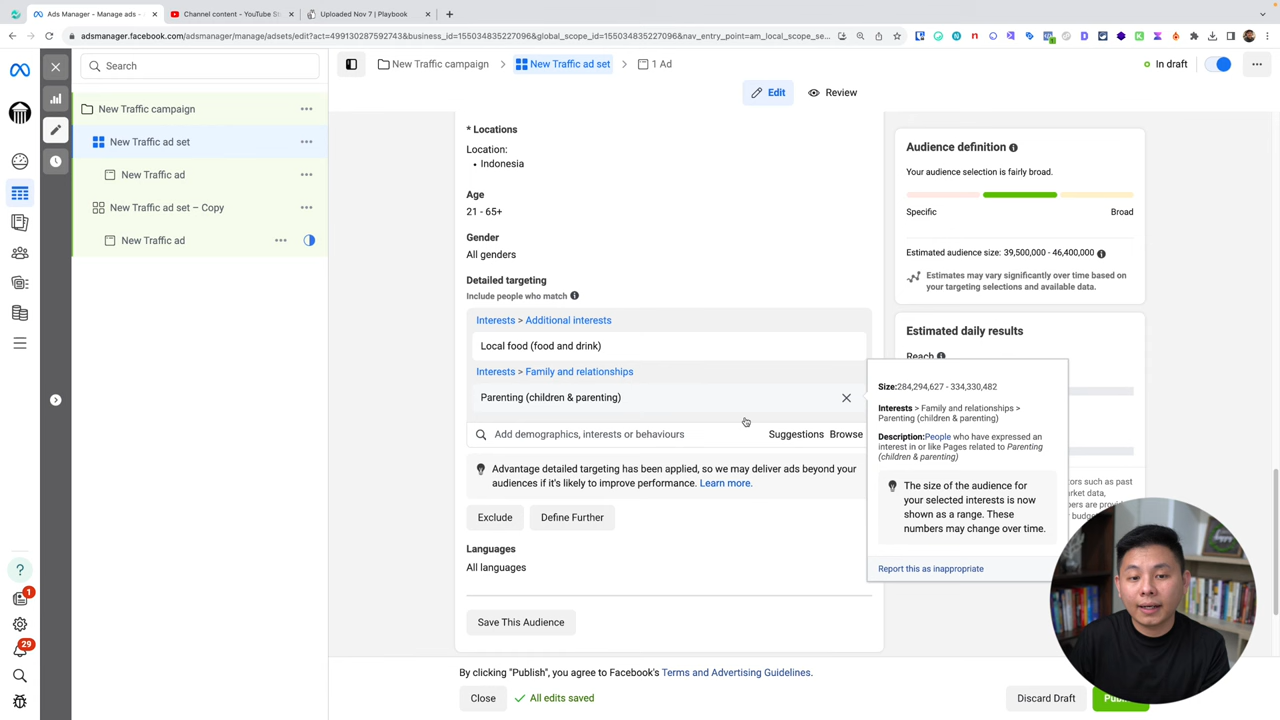 Ads Manager - Manage ads -
Channel content - YouTube St
Uploaded Nov 7 | Playbook
adsmanager.facebook.com/adsmanager/manage/adsets/edit?act=499130287592743&business_id=155034835227096&global_scope_id=155034835227096&nav_entry_point=am_local_scope_se...
Search
New Traffic campaign
New Traffic ad set
1 Ad
In draft
Edit
Review
New Traffic campaign
New Traffic ad set
New Traffic ad
New Traffic ad set – Copy
New Traffic ad
* Locations
Location:
• Indonesia
Age
21 - 65+
Gender
All genders
Detailed targeting
Include people who match
Interests > Additional interests
Local food (food and drink)
Interests > Family and relationships
Parenting (children & parenting)
Add demographics, interests or behaviours
Suggestions
Browse
Advantage detailed targeting has been applied, so we may deliver ads beyond your
audiences if it's likely to improve performance. Learn more.
Exclude
Define Further
Languages
All languages
Save This Audience
Audience definition
Your audience selection is fairly broad.
Specific
Broad
Estimated audience size: 39,500,000 - 46,400,000
Estimates may vary significantly over time based on
your targeting selections and available data.
Estimated daily results
Reach
Size:284,294,627 - 334,330,482
Interests > Family and relationships >
Parenting (children & parenting)
Description:People who have expressed an
interest in or like Pages related to Parenting
(children & parenting)
The size of the audience for
your selected interests is now
shown as a range. These
numbers may change over time.
Report this as inappropriate
such as past
data,
By clicking "Publish", you agree to Facebook's Terms and Advertising Guidelines.
Close
All edits saved
Discard Draft
1
29